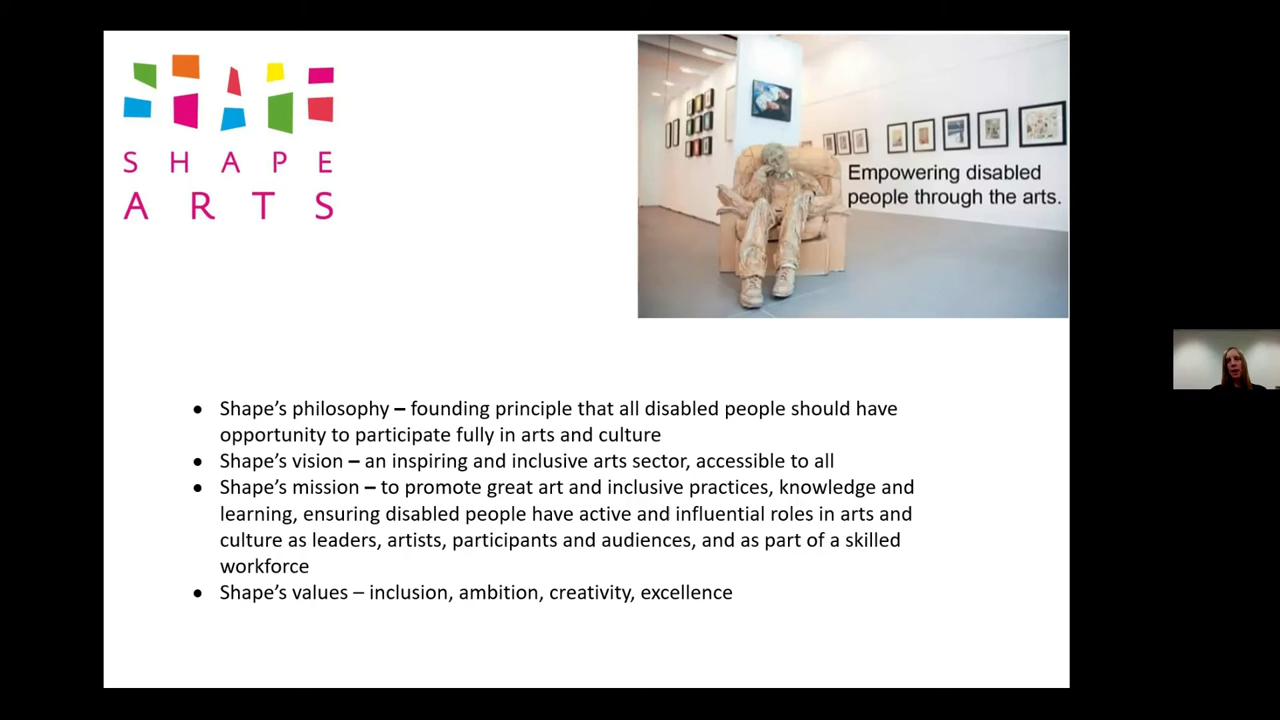 SHAPE
ARTS
Empowering disabled
people through the arts.
• Shape's philosophy – founding principle that all disabled people should have
opportunity to participate fully in arts and culture
• Shape's vision – an inspiring and inclusive arts sector, accessible to all
• Shape's mission – to promote great art and inclusive practices, knowledge and
learning, ensuring disabled people have active and influential roles in arts and
culture as leaders, artists, participants and audiences, and as part of a skilled
workforce
• Shape's values – inclusion, ambition, creativity, excellence